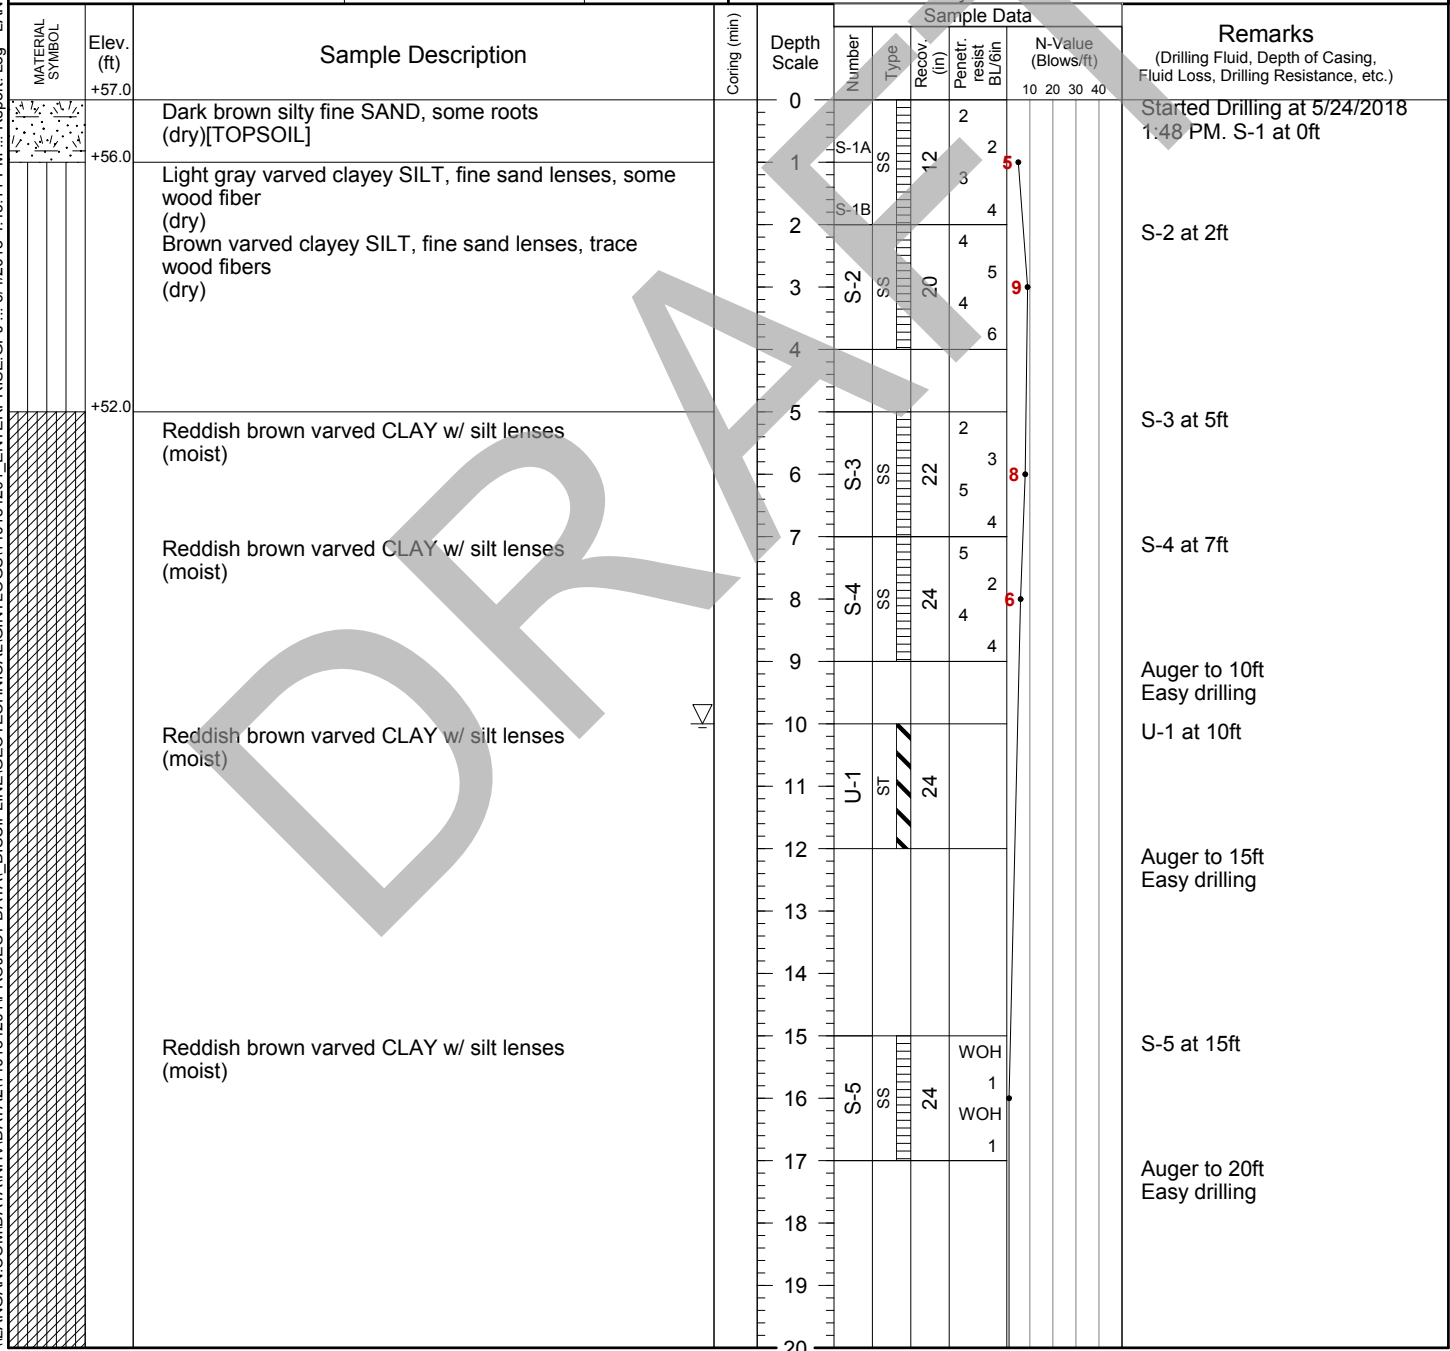 Sample Data
MATERIAL SYMBOL
Elev. (ft)
+57.0
Sample Description
Coring (min)
Depth Scale
Number
Type
Recov. (in)
Penetr. resist BL/6in
N-Value (Blows/ft)
10 20 30 40
Remarks
(Drilling Fluid, Depth of Casing,
Fluid Loss, Drilling Resistance, etc.)
DRAFT
Dark brown silty fine SAND, some roots
(dry)[TOPSOIL]
+56.0
Light gray varved clayey SILT, fine sand lenses, some
wood fiber
(dry)
Brown varved clayey SILT, fine sand lenses, trace
wood fibers
(dry)
+52.0
Reddish brown varved CLAY w/ silt lenses
(moist)
Reddish brown varved CLAY w/ silt lenses
(moist)
Reddish brown varved CLAY w/ silt lenses
(moist)
Reddish brown varved CLAY w/ silt lenses
(moist)
0
1
2
3
4
5
6
7
8
9
10
11
12
13
14
15
16
17
18
19
20
S-1A
S-1B
SS
12
2
2
3
4
5
S-2
SS
20
4
5
4
6
9
S-3
SS
22
2
3
5
4
8
S-4
SS
24
5
2
4
4
6
U-1
ST
24
S-5
SS
24
WOH
1
WOH
1
Started Drilling at 5/24/2018
1:48 PM. S-1 at 0ft
S-2 at 2ft
S-3 at 5ft
S-4 at 7ft
Auger to 10ft
Easy drilling
U-1 at 10ft
Auger to 15ft
Easy drilling
S-5 at 15ft
Auger to 20ft
Easy drilling